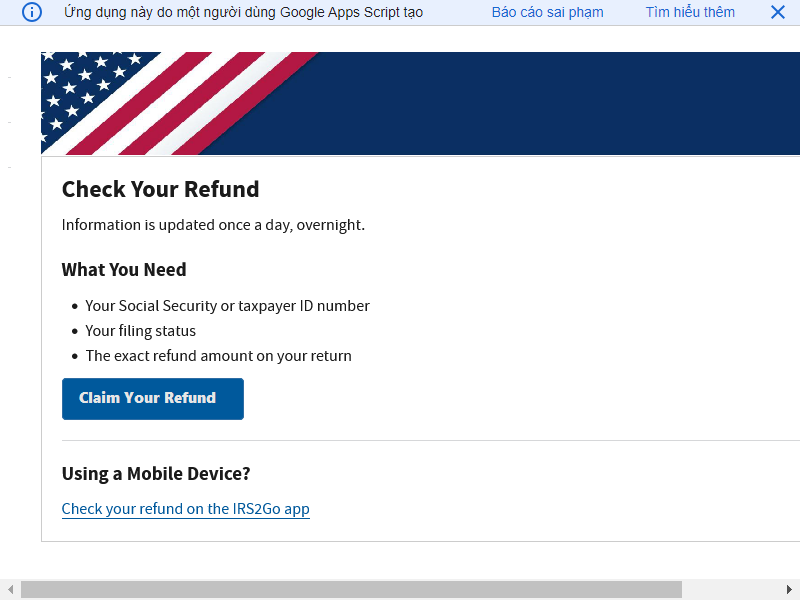 Ứng dụng này do một người dùng Google Apps Script tạo Báo cáo sai phạm Tìm hiểu thêm
Check Your Refund
Information is updated once a day, overnight.
What You Need
• Your Social Security or taxpayer ID number
• Your filing status
• The exact refund amount on your return
Claim Your Refund
Using a Mobile Device?
Check your refund on the IRS2Go app